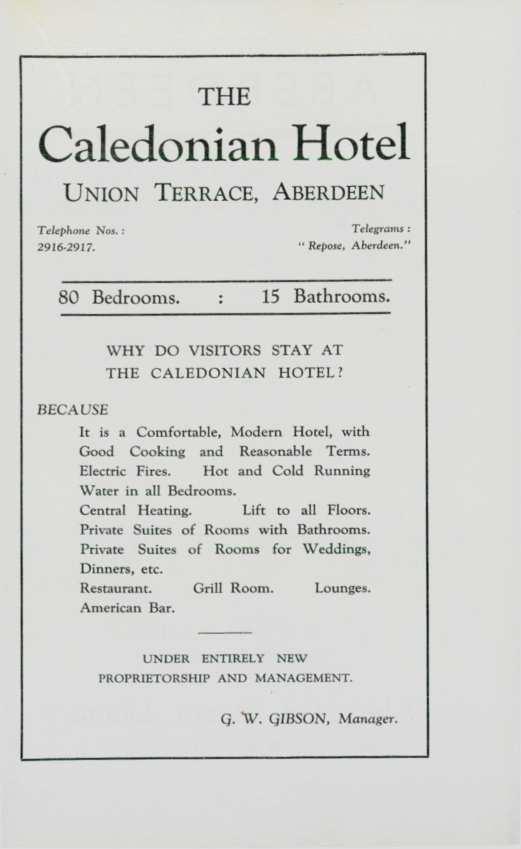 THE
Caledonian Hotel
UNION TERRACE, ABERDEEN
Telephone Nos. : Telegrams :
2916-2917. "Repose, Aberdeen."
80 Bedrooms. : 15 Bathrooms.
WHY DO VISITORS STAY AT
THE CALEDONIAN HOTEL?
BECAUSE
It is a Comfortable, Modern Hotel, with
Good Cooking and Reasonable Terms.
Electric Fires. Hot and Cold Running
Water in all Bedrooms.
Central Heating. Lift to all Floors.
Private Suites of Rooms with Bathrooms.
Private Suites of Rooms for Weddings,
Dinners, etc.
Restaurant. Grill Room. Lounges.
American Bar.
UNDER ENTIRELY NEW
PROPRIETORSHIP AND MANAGEMENT.
G. W. GIBSON, Manager.